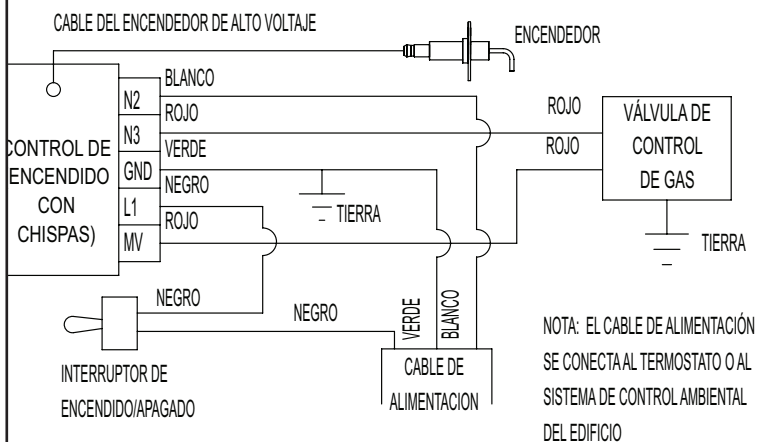 CABLE DEL ENCENDEDOR DE ALTO VOLTAJE
ENCENDEDOR
BLANCO
N2
ROJO
N3
VERDE
GND
NEGRO
L1
ROJO
MV
CONTROL DE
ENCENDIDO
CON
CHISPAS)
TIERRA
ROJO
ROJO
VÁLVULA DE
CONTROL
DE GAS
TIERRA
NEGRO
NEGRO
VERDE
BLANCO
INTERRUPTOR DE
ENCENDIDO/APAGADO
CABLE DE
ALIMENTACION
NOTA: EL CABLE DE ALIMENTACIÓN
SE CONECTA AL TERMOSTATO O AL
SISTEMA DE CONTROL AMBIENTAL
DEL EDIFICIO